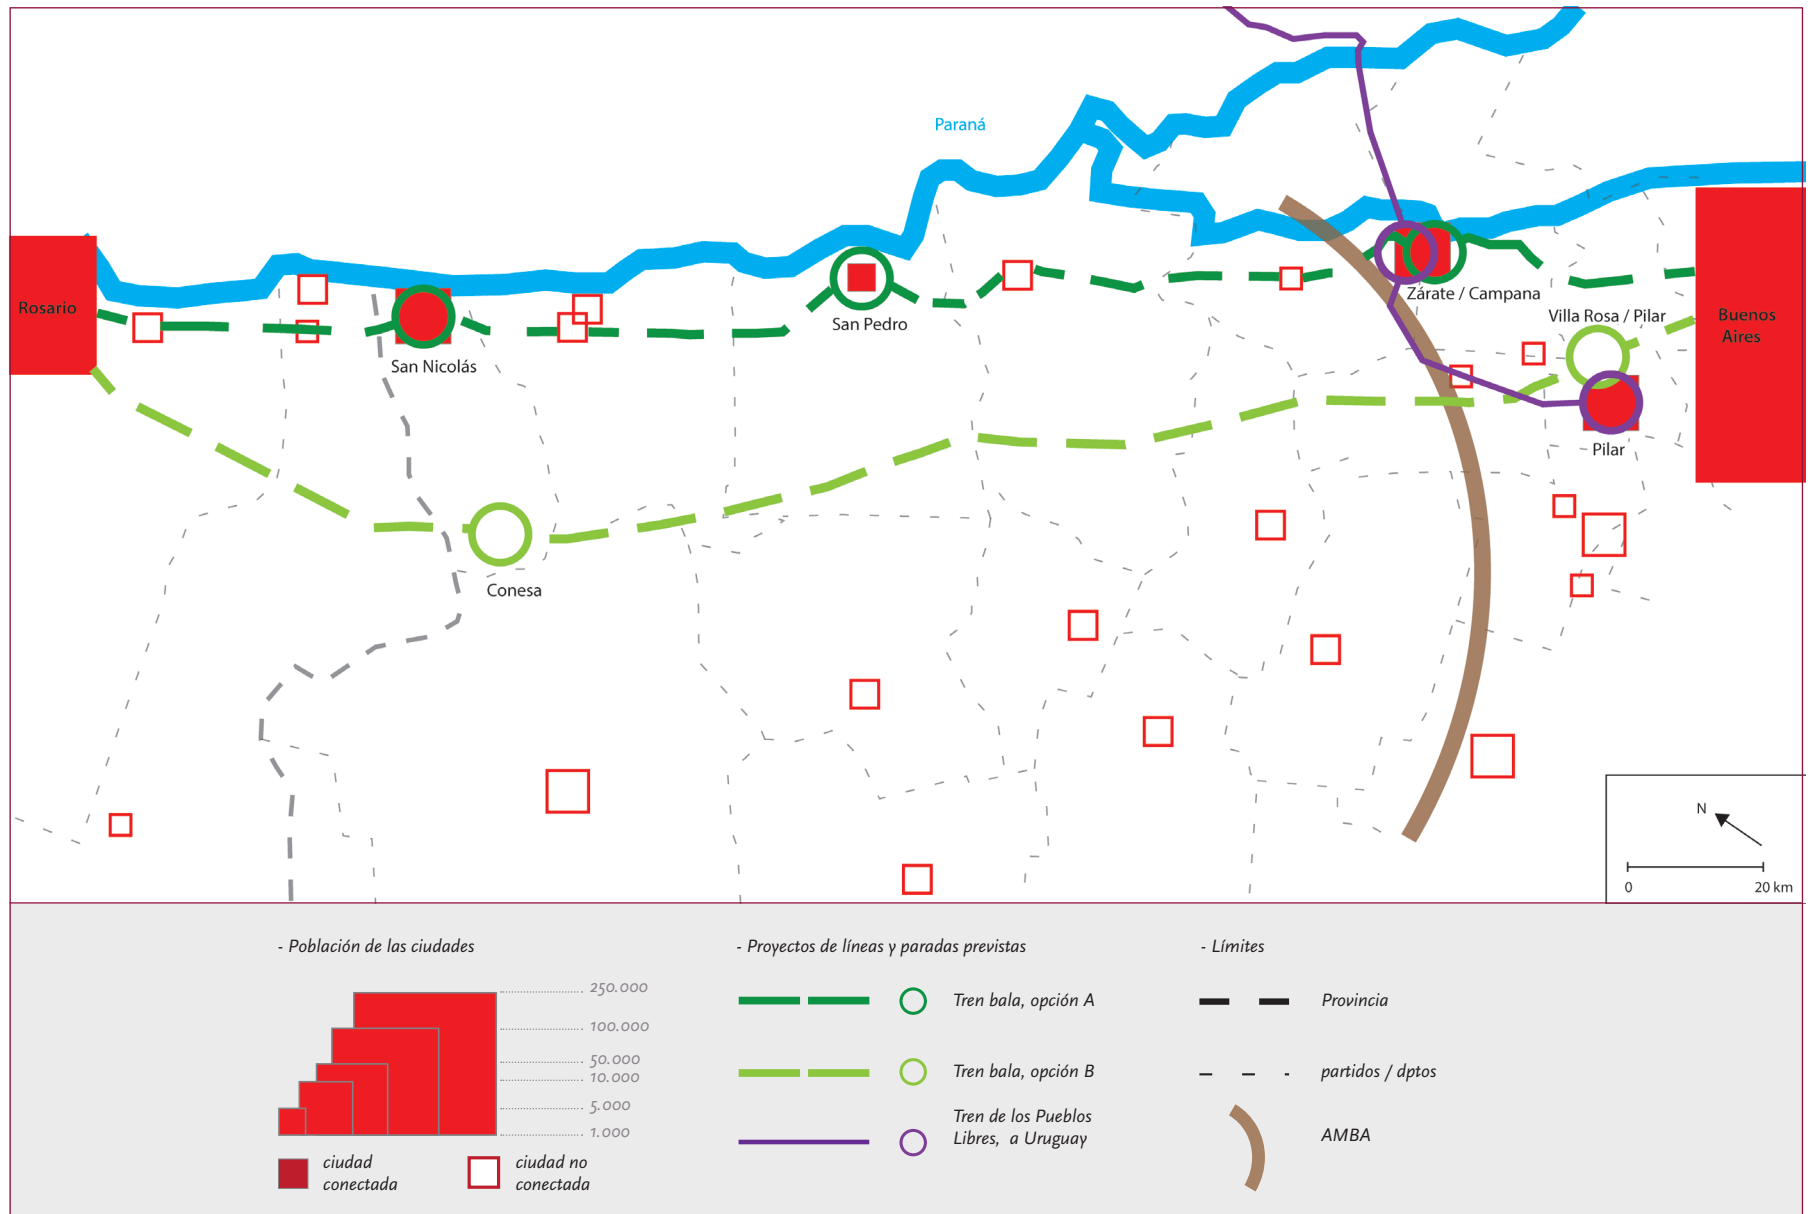 Paraná
Rosario
San Nicolás
San Pedro
Zárate / Campana
Villa Rosa / Pilar
Buenos
Aires
Pilar
Conesa
N
0
20 km
- Población de las ciudades
250.000
100.000
50.000
10.000
5.000
1.000
ciudad
conectada
ciudad no
conectada
- Proyectos de líneas y paradas previstas
Tren bala, opción A
Tren bala, opción B
Tren de los Pueblos
Libres, a Uruguay
- Límites
Provincia
partidos / dptos
AMBA